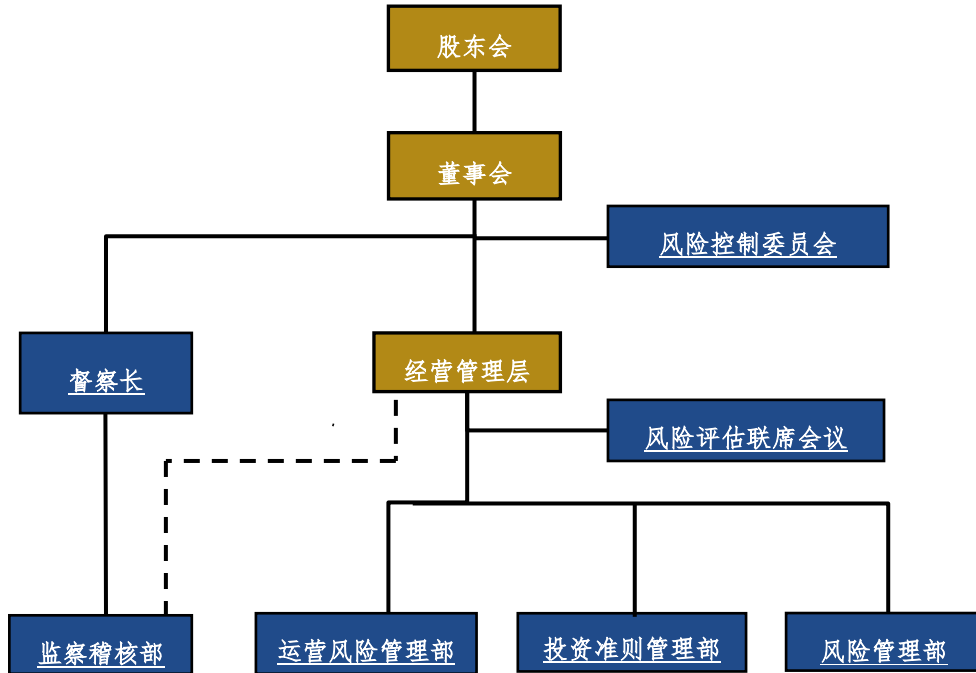 股东会
董事会
风险控制委员会
督察长
经营管理层
风险评估联席会议
监察稽核部
运营风险管理部
投资准则管理部
风险管理部